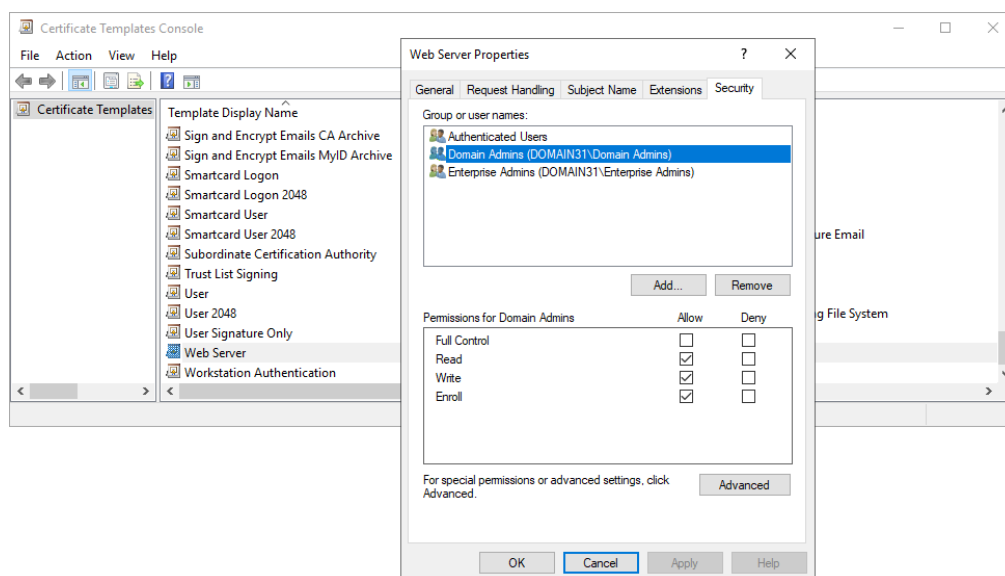 Certificate Templates Console
File Action View Help
Certificate Templates
Template Display Name
Sign and Encrypt Emails CA Archive
Sign and Encrypt Emails MyID Archive
Smartcard Logon
Smartcard Logon 2048
Smartcard User
Smartcard User 2048
Subordinate Certification Authority
Trust List Signing
User
User 2048
User Signature Only
Web Server
Workstation Authentication
ure Email
g File System
Web Server Properties
General Request Handling Subject Name Extensions Security
Group or user names:
Authenticated Users
Domain Admins (DOMAIN31\Domain Admins)
Enterprise Admins (DOMAIN31\Enterprise Admins)
Add... Remove
Permissions for Domain Admins Allow Deny
Full Control
Read
Write
Enroll
For special permissions or advanced settings, click
Advanced.
Advanced
OK Cancel Apply Help